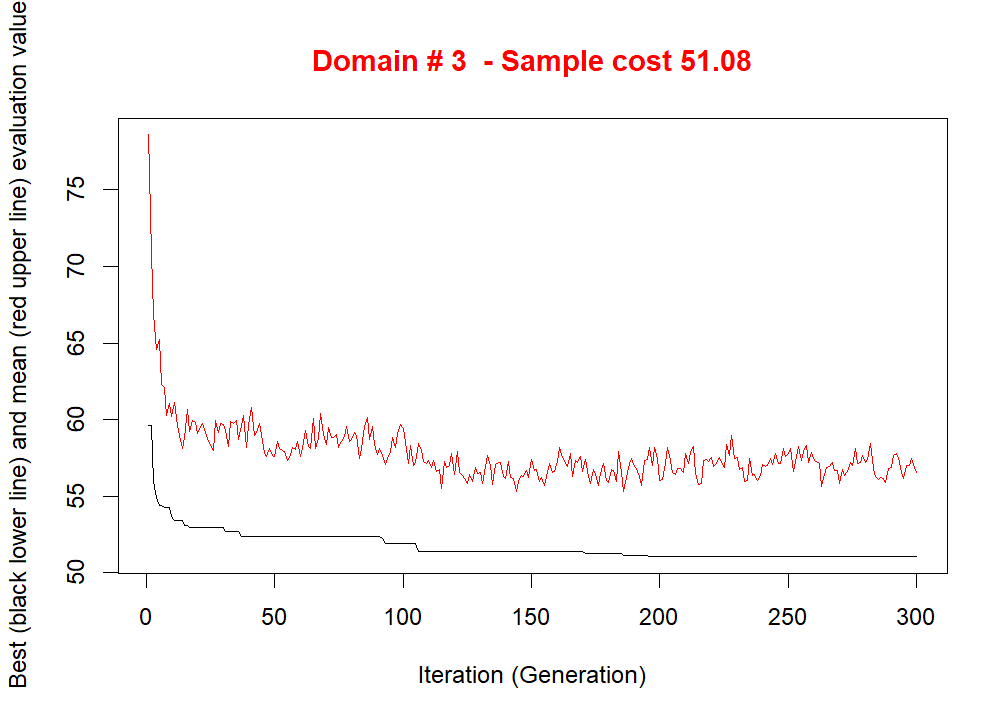 Domain # 3  - Sample cost 51.08
Best (black lower line) and mean (red upper line) evaluation value
75
70
65
60
55
50
0 50 100 150 200 250 300
Iteration (Generation)